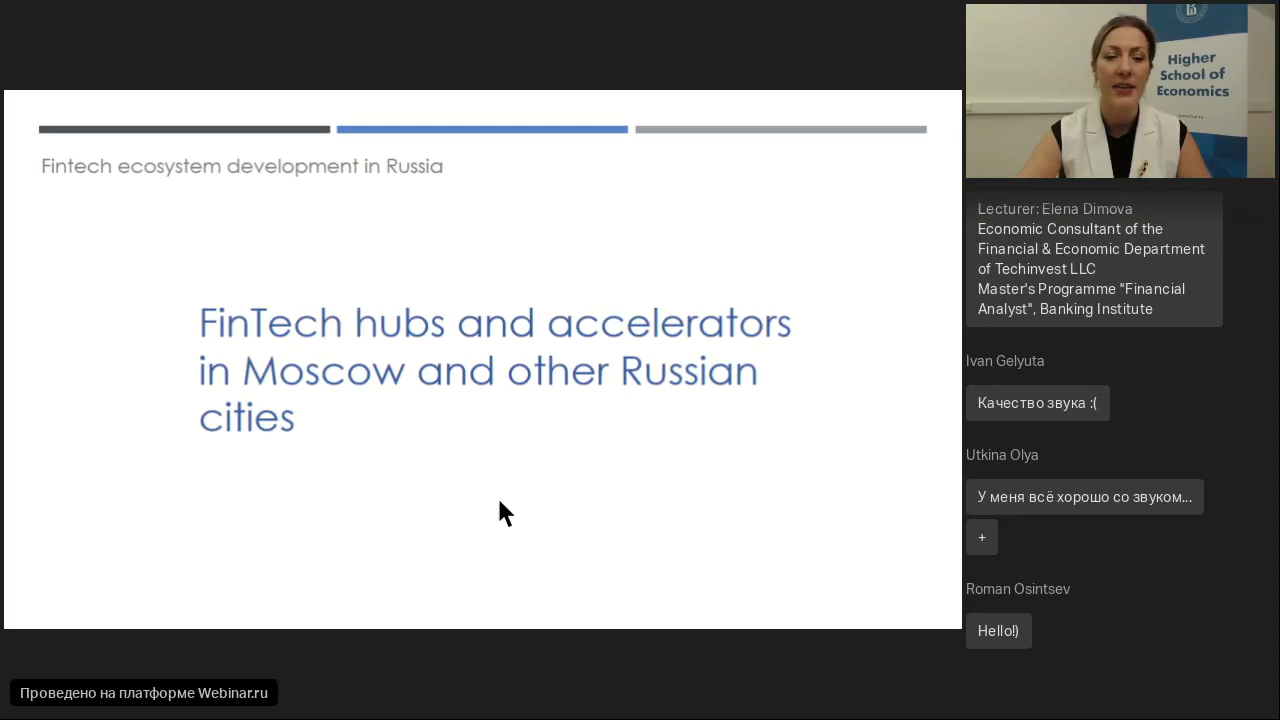 Fintech ecosystem development in Russia
FinTech hubs and accelerators
in Moscow and other Russian
cities
Higher
School of
Economics
Lecturer: Elena Dimova
Economic Consultant of the
Financial & Economic Department
of Techinvest LLC
Master's Programme "Financial
Analyst", Banking Institute
Ivan Gelyuta
Качество звука :(
Utkina Olya
У меня всё хорошо со звуком...
+
Roman Osintsev
Hello!)
Проведено на платформе Webinar.ru